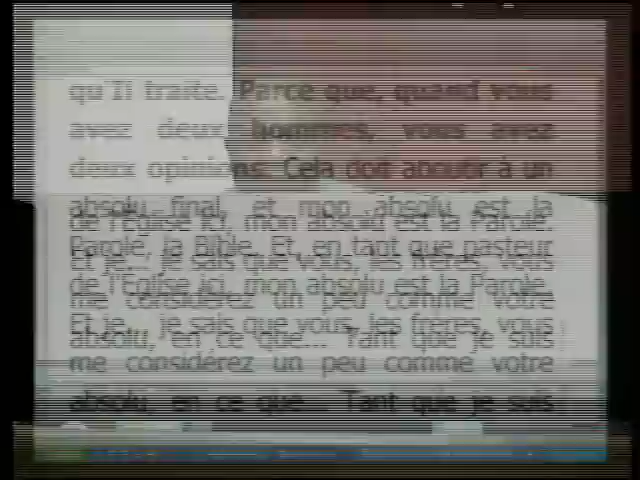 qu'Il traite. Parce que, quand vous
avez deux hommes, vous avez
deux opinions. Cela doit aboutir à un
absolu final, et mon absolu est la
Parole, la Bible. Et, en tant que pasteur
de l'Église ici, mon absolu est la Parole.
Et je... je sais que vous, les frères, vous
me considérez un peu comme votre
absolu, en ce que... Tant que je suis